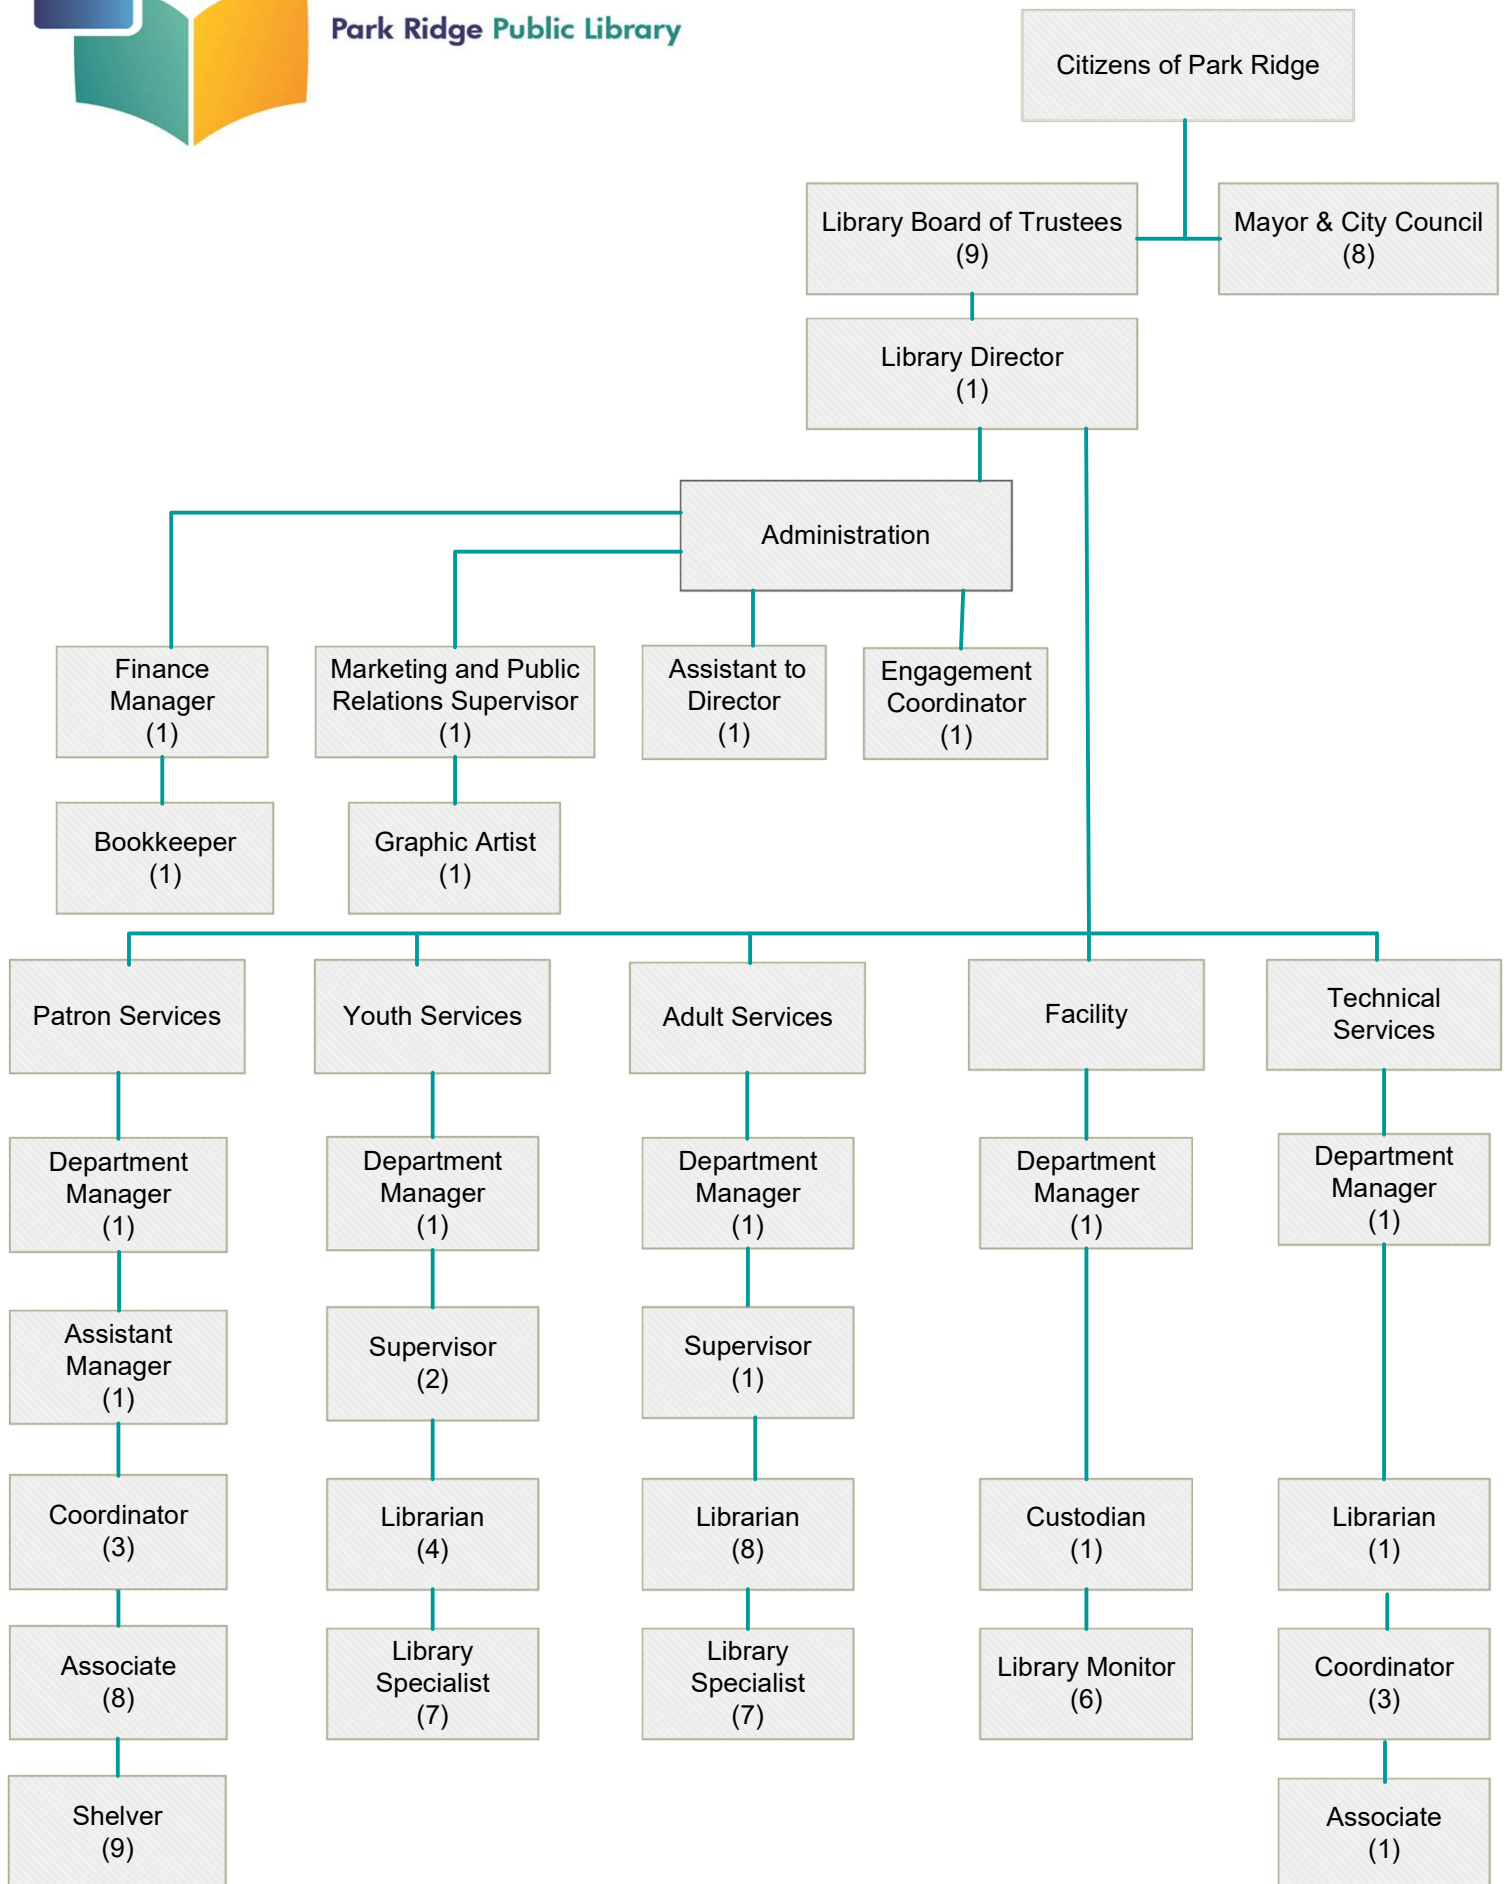 Park Ridge Public Library
Citizens of Park Ridge
Library Board of Trustees
(9)
Mayor & City Council
(8)
Library Director
(1)
Administration
Finance
Manager
(1)
Marketing and Public
Relations Supervisor
(1)
Assistant to
Director
(1)
Engagement
Coordinator
(1)
Bookkeeper
(1)
Graphic Artist
(1)
Patron Services
Youth Services
Adult Services
Facility
Technical
Services
Department
Manager
(1)
Department
Manager
(1)
Department
Manager
(1)
Department
Manager
(1)
Department
Manager
(1)
Assistant
Manager
(1)
Supervisor
(2)
Supervisor
(1)
Coordinator
(3)
Librarian
(4)
Librarian
(8)
Custodian
(1)
Librarian
(1)
Associate
(8)
Library
Specialist
(7)
Library
Specialist
(7)
Library Monitor
(6)
Coordinator
(3)
Shelver
(9)
Associate
(1)